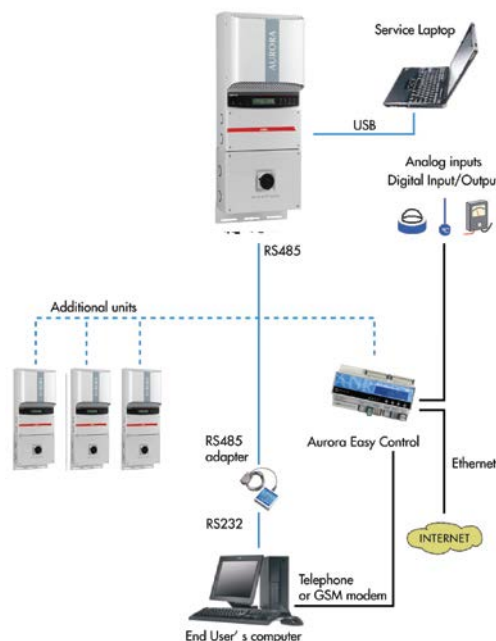 Service Laptop
AURORA
USB
Analog inputs
Digital Input/Output
RS485
Additional units
RS485
adapter
Aurora Easy Control
Ethernet
RS232
INTERNET
Telephone
or GSM modem
End User' s computer